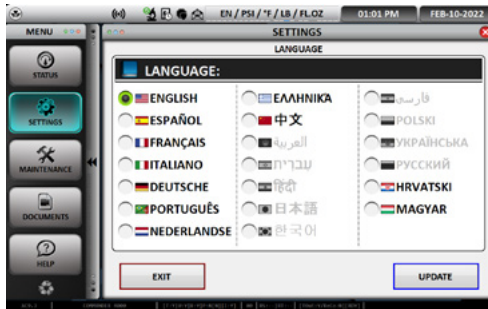 EN / PSI / °F / LB / FL.OZ
01:01 PM
FEB-10-2022
MENU
SETTINGS
LANGUAGE
STATUS
SETTINGS
MAINTENANCE
DOCUMENTS
HELP
LANGUAGE:
ENGLISH
ESPAÑOL
FRANÇAIS
ITALIANO
DEUTSCHE
PORTUGUÊS
NEDERLANDSE
ΕΛΛΗΝΙΚΆ
中文
العربية
עברית
हिंदी
日本語
한국어
فارسی
POLSKI
УКРАЇНСЬКА
РУССКИЙ
HRVATSKI
MAGYAR
EXIT
UPDATE